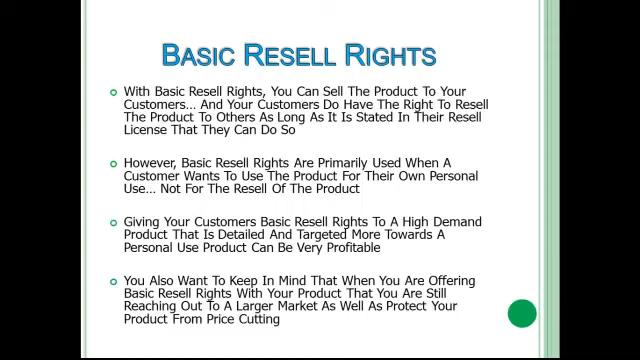 BASIC RESELL RIGHTS
With Basic Resell Rights, You Can Sell The Product To Your
Customers… And Your Customers Do Have The Right To Resell
The Product To Others As Long As It Is Stated In Their Resell
License That They Can Do So
However, Basic Resell Rights Are Primarily Used When A
Customer Wants To Use The Product For Their Own Personal
Use… Not For The Resell Of The Product
Giving Your Customers Basic Resell Rights To A High Demand
Product That Is Detailed And Targeted More Towards A
Personal Use Product Can Be Very Profitable
You Also Want To Keep In Mind That When You Are Offering
Basic Resell Rights With Your Product That You Are Still
Reaching Out To A Larger Market As Well As Protect Your
Product From Price Cutting